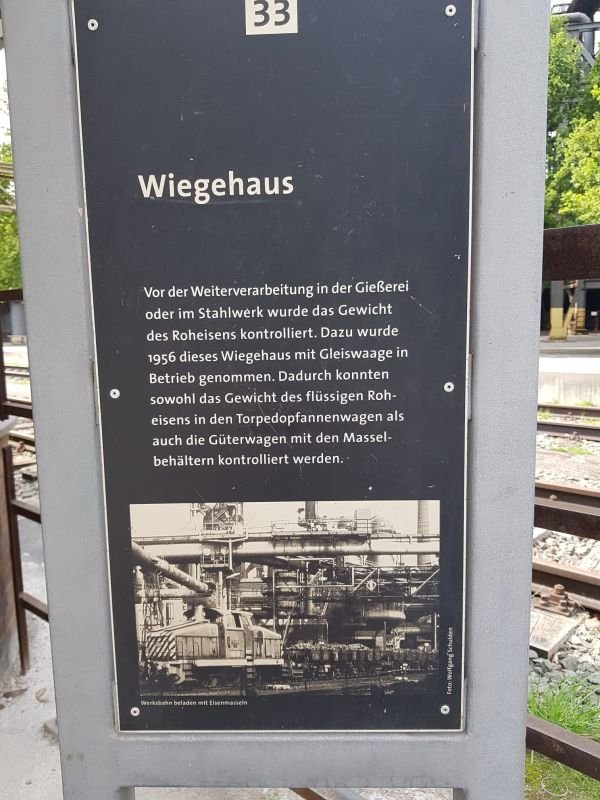 33
Wiegehaus
Vor der Weiterverarbeitung in der Gießerei
oder im Stahlwerk wurde das Gewicht
des Roheisens kontrolliert. Dazu wurde
1956 dieses Wiegehaus mit Gleiswaage in
Betrieb genommen. Dadurch konnten
sowohl das Gewicht des flüssigen Roh-
eisens in den Torpedopfannenwagen als
auch die Güterwagen mit den Massel-
behältern kontrolliert werden.
Werksbahn beladen mit Eisenmasseln
Foto: Wolfgang Schulden